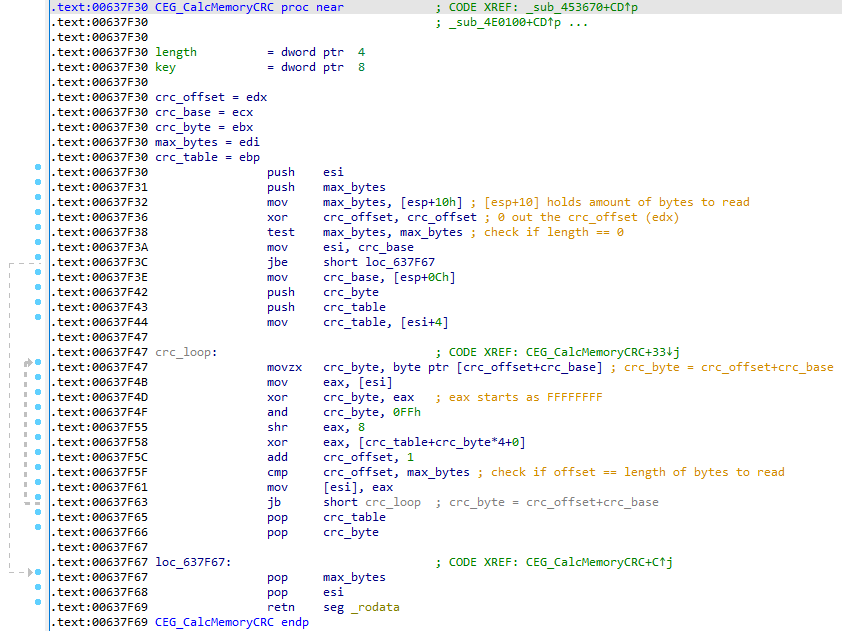 .text:00637F30 CEG_CalcMemoryCRC proc near ; CODE XREF: _sub_453670+CD↑p
.text:00637F30 ; _sub_4E0100+CD↑p ...
.text:00637F30
.text:00637F30 length = dword ptr 4
.text:00637F30 key = dword ptr 8
.text:00637F30
.text:00637F30 crc_offset = edx
.text:00637F30 crc_base = ecx
.text:00637F30 crc_byte = ebx
.text:00637F30 max_bytes = edi
.text:00637F30 crc_table = ebp
.text:00637F30 push esi
.text:00637F31 push max_bytes
.text:00637F32 mov max_bytes, [esp+10h] ; [esp+10] holds amount of bytes to read
.text:00637F36 xor crc_offset, crc_offset ; 0 out the crc_offset (edx)
.text:00637F38 test max_bytes, max_bytes ; check if length == 0
.text:00637F3A mov esi, crc_base
.text:00637F3C jbe short loc_637F67
.text:00637F3E mov crc_base, [esp+0Ch]
.text:00637F42 push crc_byte
.text:00637F43 push crc_table
.text:00637F44 mov crc_table, [esi+4]
.text:00637F47
.text:00637F47 crc_loop: ; CODE XREF: CEG_CalcMemoryCRC+33↓j
.text:00637F47 movzx crc_byte, byte ptr [crc_offset+crc_base] ; crc_byte = crc_offset+crc_base
.text:00637F4B mov eax, [esi]
.text:00637F4D xor crc_byte, eax ; eax starts as FFFFFFFF
.text:00637F4F and crc_byte, 0FFh
.text:00637F55 shr eax, 8
.text:00637F58 xor eax, [crc_table+crc_byte*4+0]
.text:00637F5C add crc_offset, 1
.text:00637F5F cmp crc_offset, max_bytes ; check if offset == length of bytes to read
.text:00637F61 mov [esi], eax
.text:00637F63 jb short crc_loop ; crc_byte = crc_offset+crc_base
.text:00637F65 pop crc_table
.text:00637F66 pop crc_byte
.text:00637F67
.text:00637F67 loc_637F67: ; CODE XREF: CEG_CalcMemoryCRC+C↑j
.text:00637F67 pop max_bytes
.text:00637F68 pop esi
.text:00637F69 retn seg _rodata
.text:00637F69 CEG_CalcMemoryCRC endp